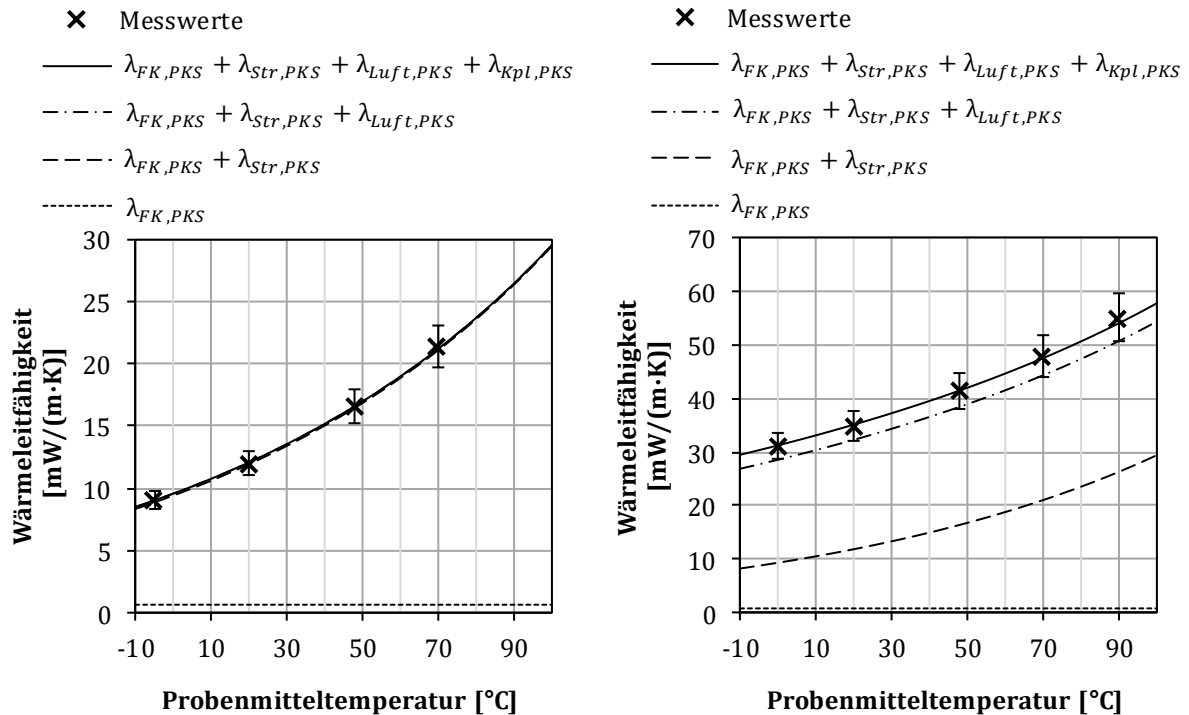 Messwerte
λFK,PKS + λStr,PKS + λLuft,PKS + λKpl,PKS
λFK,PKS + λStr,PKS + λLuft,PKS
λFK,PKS + λStr,PKS
λFK,PKS
30
25
20
15
10
5
0
-10 10 30 50 70 90
Wärmeleitfähigkeit
[mW/(m·K)]
Probenmitteltemperatur [°C]
Messwerte
λFK,PKS + λStr,PKS + λLuft,PKS + λKpl,PKS
λFK,PKS + λStr,PKS + λLuft,PKS
λFK,PKS + λStr,PKS
λFK,PKS
70
60
50
40
30
20
10
0
-10 10 30 50 70 90
Wärmeleitfähigkeit
[mW/(m·K)]
Probenmitteltemperatur [°C]